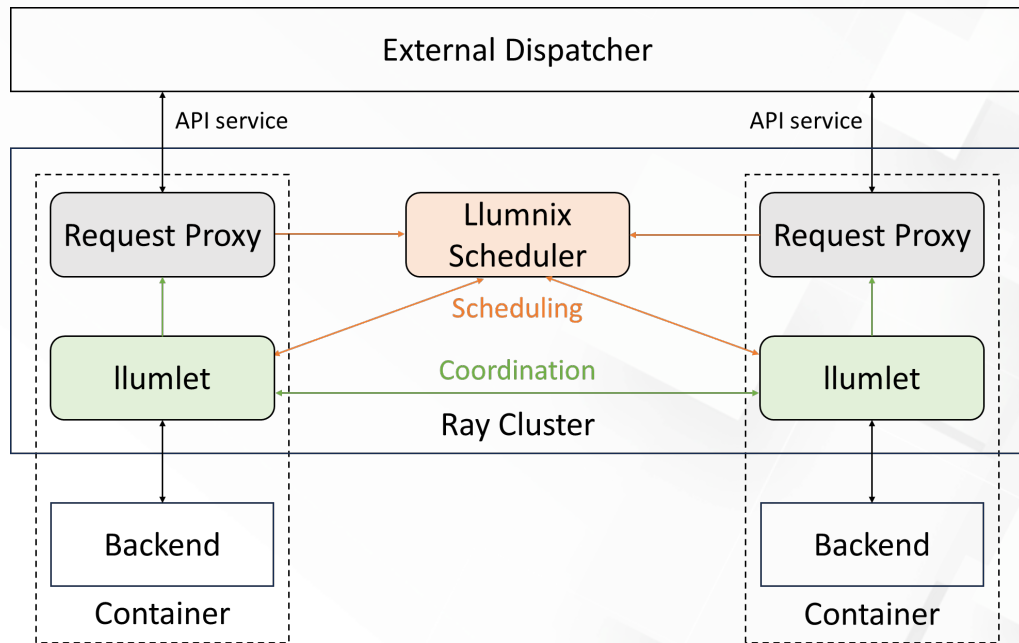 External Dispatcher
API service
API service
Request Proxy
Llumnix
Scheduler
Request Proxy
Scheduling
llumlet
Coordination
llumlet
Ray Cluster
Backend
Backend
Container
Container